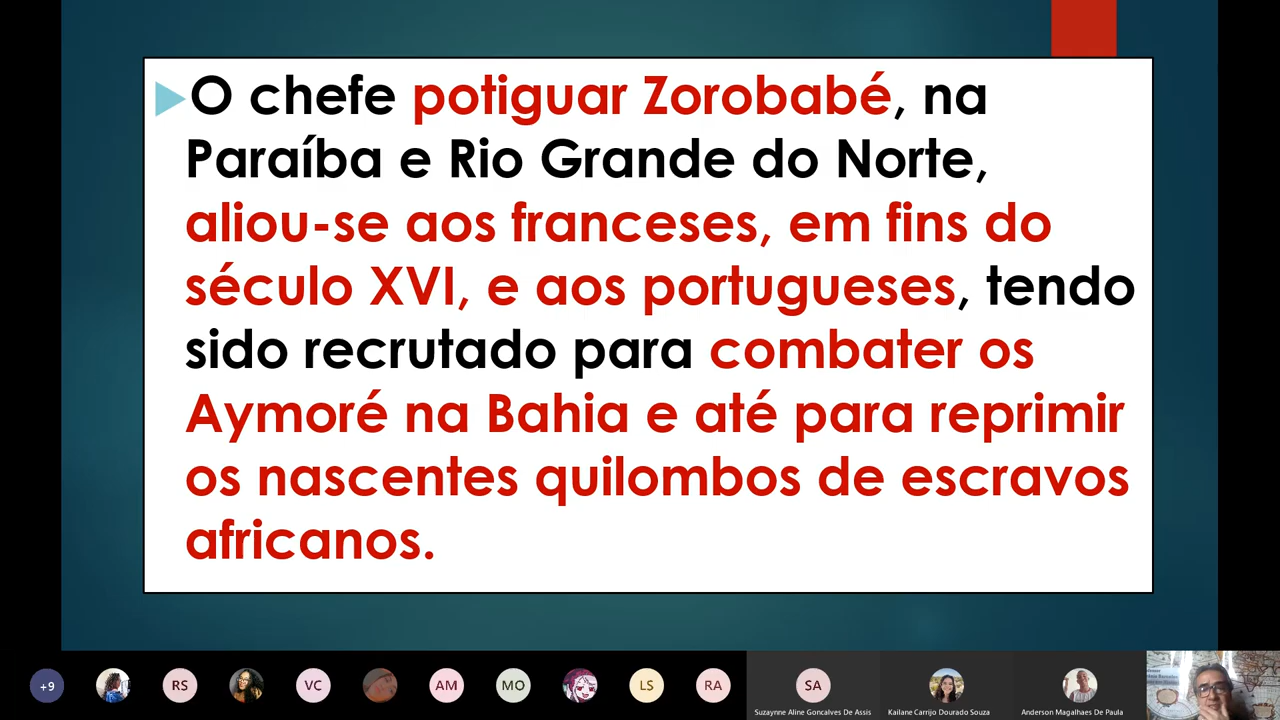 O chefe potiguar Zorobabé, na
Paraíba e Rio Grande do Norte,
aliou-se aos franceses, em fins do
século XVI, e aos portugueses, tendo
sido recrutado para combater os
Aymoré na Bahia e até para reprimir
os nascentes quilombos de escravos
africanos.
+9
RS
VC
AM
MO
LS
RA
SA
Suzaynne Aline Goncalves De Assis
Kailane Carrijo Dourado Souza
Anderson Magalhaes De Paula